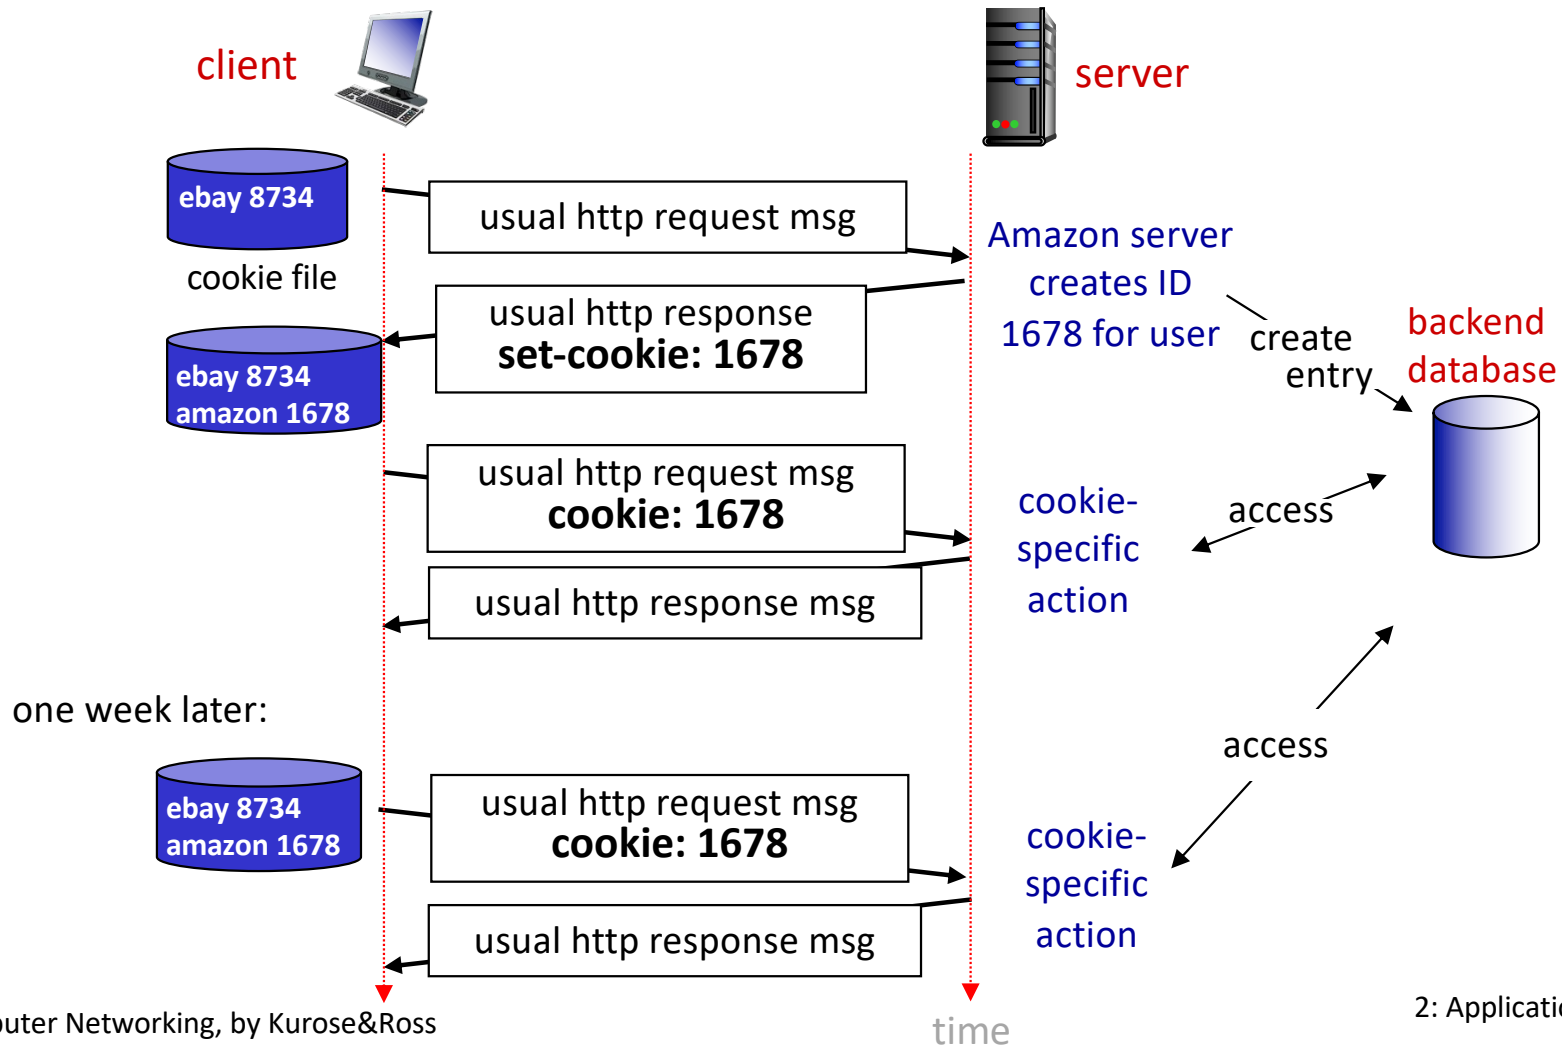 client
server
ebay 8734
usual http request msg
Amazon server
creates ID
1678 for user
cookie file
usual http response
set-cookie: 1678
create
entry
backend
database
ebay 8734
amazon 1678
usual http request msg
cookie: 1678
cookie-
specific
action
access
usual http response msg
one week later:
access
ebay 8734
amazon 1678
usual http request msg
cookie: 1678
cookie-
specific
action
usual http response msg
Networking, by Kurose&Ross
time
2: